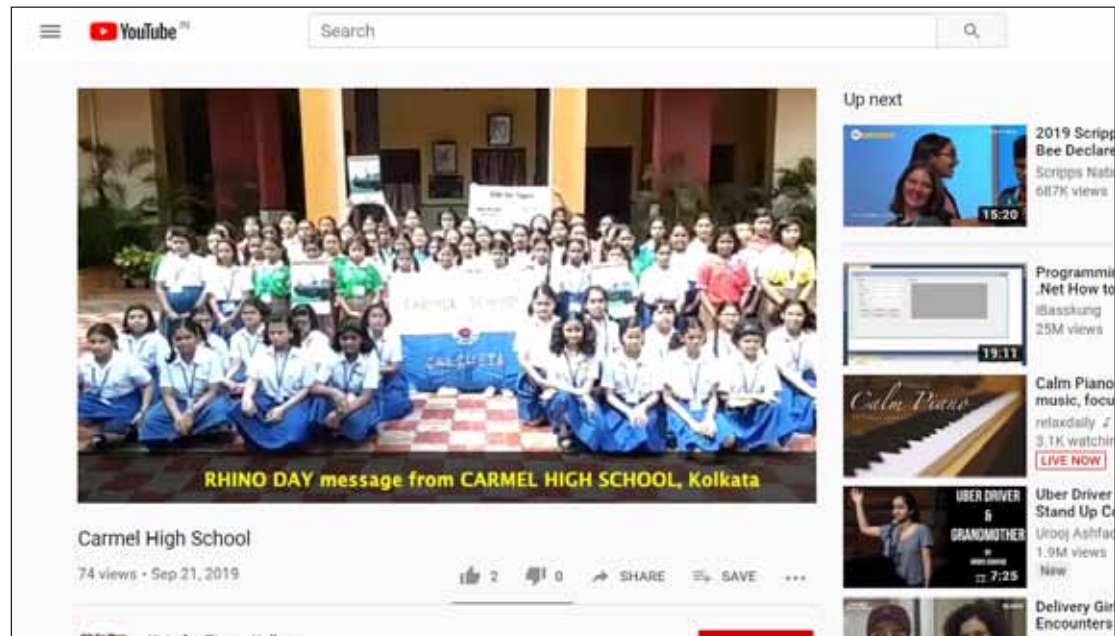 YouTube IN
Search
CARMEL SCHOOL
CALCUTTA
RHINO DAY message from CARMEL HIGH SCHOOL, Kolkata
Carmel High School
74 views • Sep 21, 2019
2
0
SHARE
SAVE
Up next
15:20
2019 Scripp
Bee Declare
Scripps Nati
687K views
19:11
Programmin
.Net How to
iBasskung
25M views
Calm Piano
Calm Piano
music, focu
relaxdaily
3.1K watchin
LIVE NOW
UBER DRIVER
&
GRANDMOTHER
7:25
Uber Driver
Stand Up Co
Urooj Ashfaq
1.9M views
New
Delivery Gir
Encounters